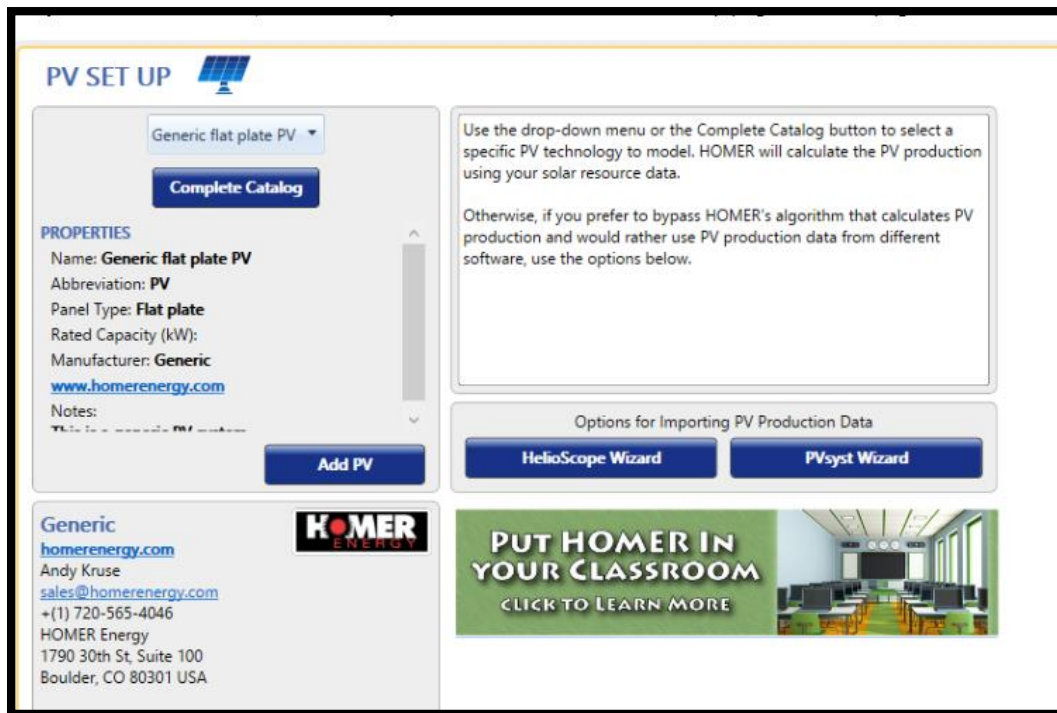 PV SET UP
Generic flat plate PV
Complete Catalog
PROPERTIES
Name: Generic flat plate PV
Abbreviation: PV
Panel Type: Flat plate
Rated Capacity (kW):
Manufacturer: Generic
www.homerenergy.com
Notes:
This is a generic PV system
Add PV
Use the drop-down menu or the Complete Catalog button to select a
specific PV technology to model. HOMER will calculate the PV production
using your solar resource data.
Otherwise, if you prefer to bypass HOMER's algorithm that calculates PV
production and would rather use PV production data from different
software, use the options below.
Options for Importing PV Production Data
HelioScope Wizard
PVsyst Wizard
Generic
homerenergy.com
Andy Kruse
sales@homerenergy.com
+(1) 720-565-4046
HOMER Energy
1790 30th St, Suite 100
Boulder, CO 80301 USA
HOMER
ENERGY
PUT HOMER IN
YOUR CLASSROOM
CLICK TO LEARN MORE